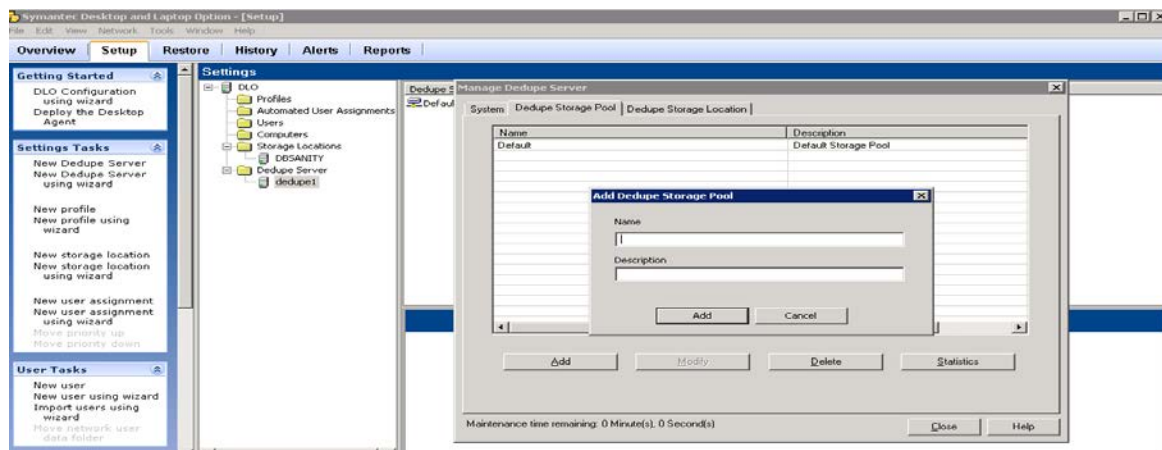 Symantec Desktop and Laptop Option - [Setup]
File Edit View Network Tools Window Help
Overview Setup Restore History Alerts Reports
Getting Started
DLO Configuration
using wizard
Deploy the Desktop
Agent
Settings Tasks
New Dedupe Server
New Dedupe Server
using wizard
New profile
New profile using
wizard
New storage location
New storage location
using wizard
New user assignment
New user assignment
using wizard
Move priority up
Move priority down
User Tasks
New user
New user using wizard
Import users using
wizard
Move network user
data folder
Settings
DLO
Profiles
Automated User Assignments
Users
Computers
Storage Locations
DBSANITY
Dedupe Server
dedupe1
Dedupe S
Defaul
Manage Dedupe Server
System Dedupe Storage Pool Dedupe Storage Location
Name Description
Default Default Storage Pool
Add Dedupe Storage Pool
Name
Description
Add Cancel
Add Modify Delete Statistics
Maintenance time remaining: 0 Minute(s), 0 Second(s)
Close Help